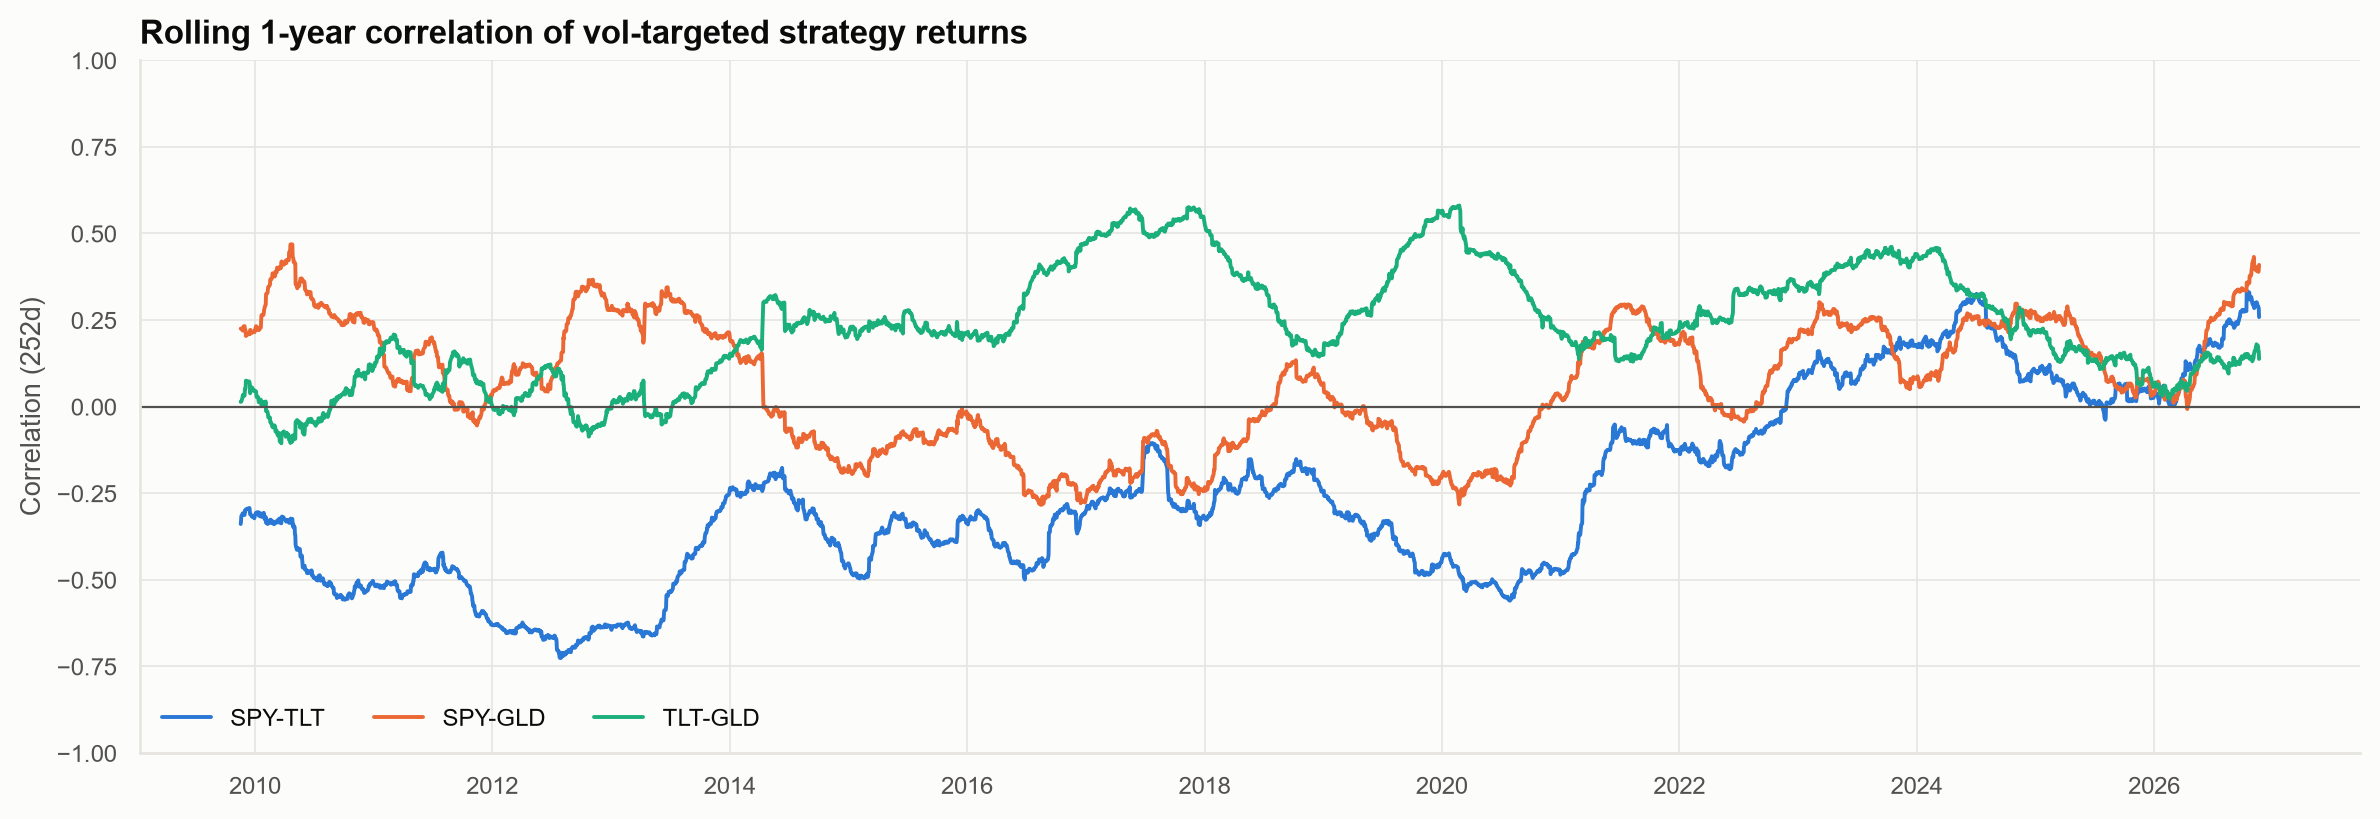 Rolling 1-year correlation of vol-targeted strategy returns
1.00
0.75
0.50
0.25
0.00
−0.25
−0.50
−0.75
−1.00
Correlation (252d)
SPY-TLT SPY-GLD TLT-GLD
2010 2012 2014 2016 2018 2020 2022 2024 2026